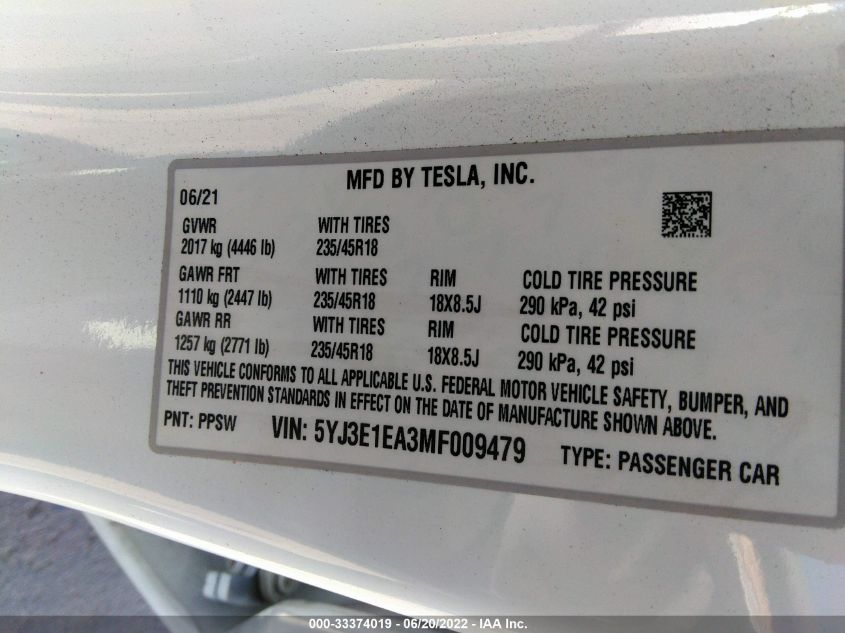 MFD BY TESLA, INC.
06/21
GVWR WITH TIRES
2017 kg (4446 lb) 235/45R18
GAWR FRT WITH TIRES RIM COLD TIRE PRESSURE
1110 kg (2447 lb) 235/45R18 18X8.5J 290 kPa, 42 psi
GAWR RR WITH TIRES RIM COLD TIRE PRESSURE
1257 kg (2771 lb) 235/45R18 18X8.5J 290 kPa, 42 psi
THIS VEHICLE CONFORMS TO ALL APPLICABLE U.S. FEDERAL MOTOR VEHICLE SAFETY, BUMPER, AND
THEFT PREVENTION STANDARDS IN EFFECT ON THE DATE OF MANUFACTURE SHOWN ABOVE.
PNT: PPSW VIN: 5YJ3E1EA3MF009479 TYPE: PASSENGER CAR
000-33374019 - 06/20/2022 - IAA Inc.